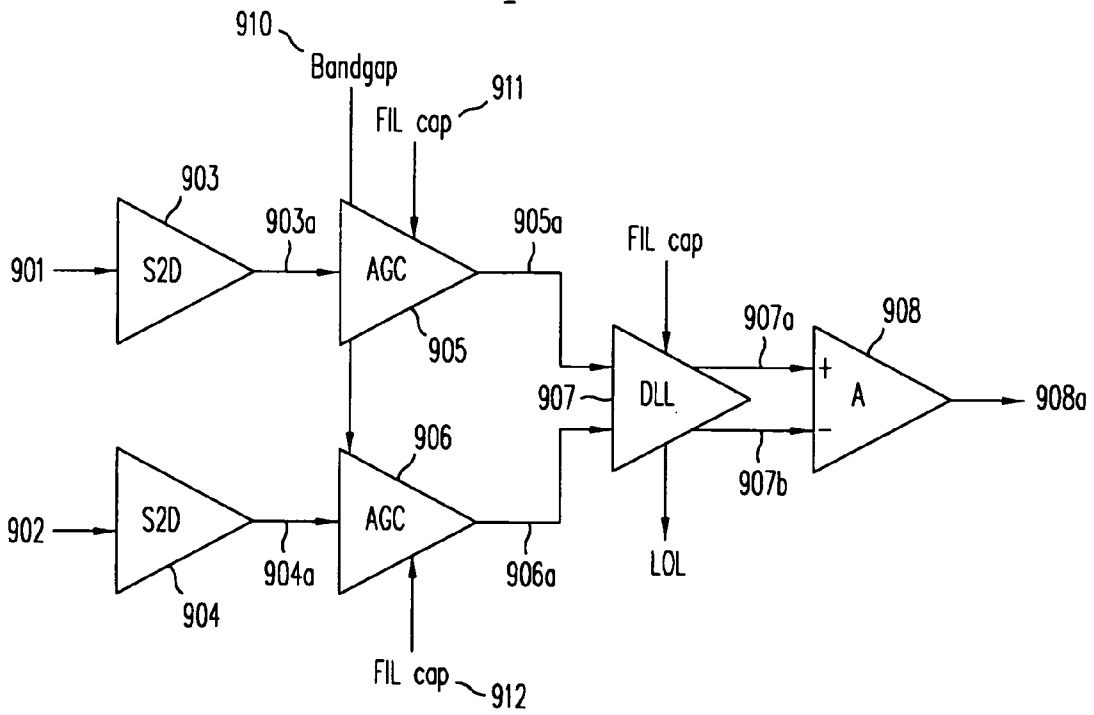 910
Bandgap
911
FIL cap
903
903a
905a
FIL cap
901
S2D
AGC
905
907a
908
907
DLL
+
A
908a
-
906
907b
902
S2D
AGC
904a
906a
LOL
904
FIL cap
912